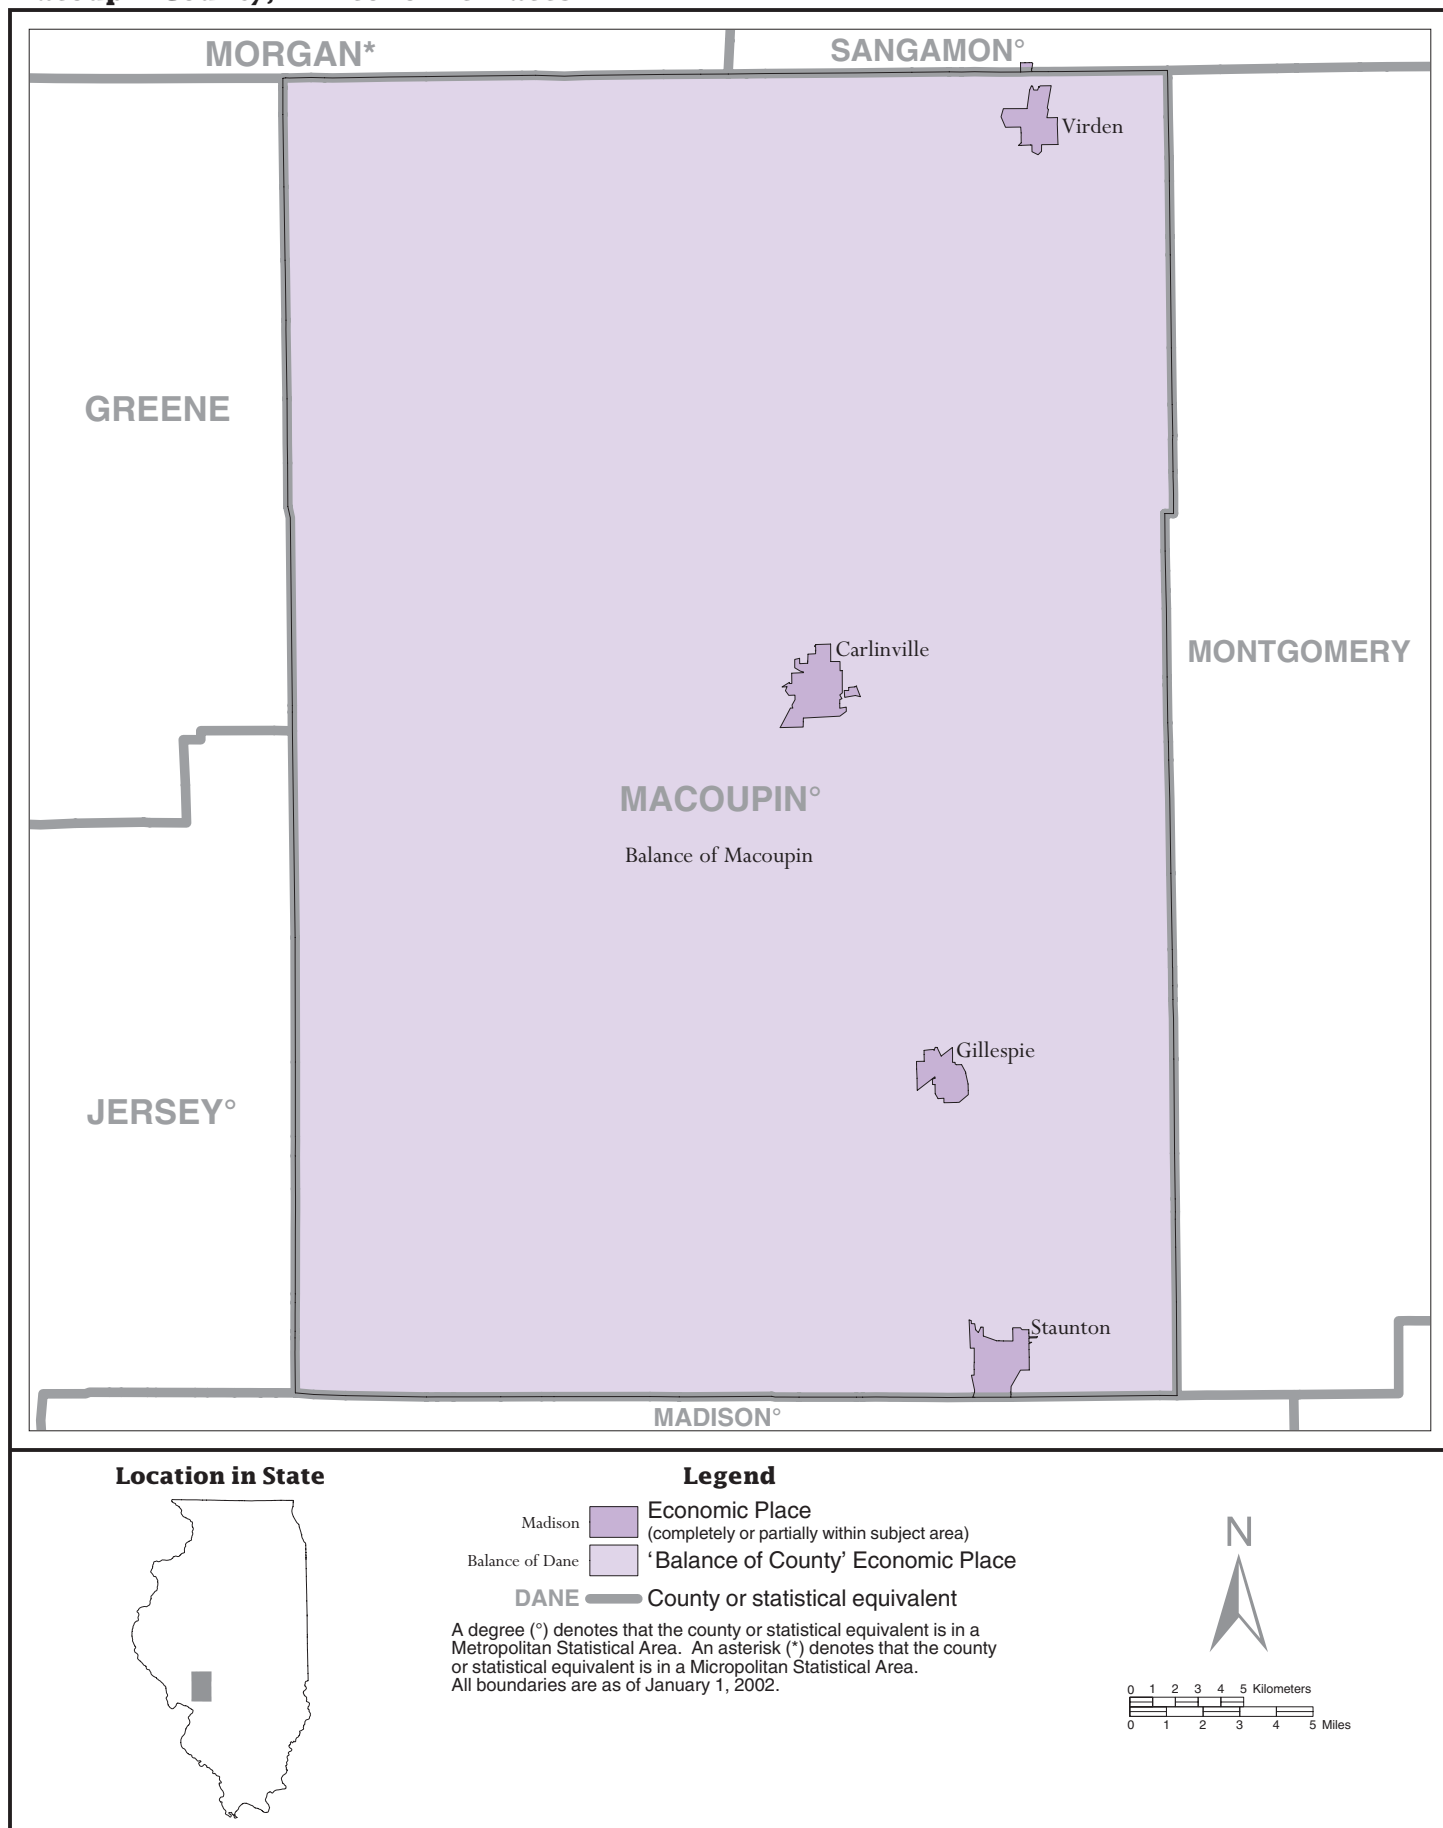 MORGAN*
SANGAMON°
Virden
GREENE
Carlinville
MONTGOMERY
MACOUPIN°
Balance of Macoupin
Gillespie
JERSEY°
Staunton
MADISON°
Location in State
Legend
Madison
Economic Place
(completely or partially within subject area)
Balance of Dane
‘Balance of County’ Economic Place
DANE
County or statistical equivalent
A degree (°) denotes that the county or statistical equivalent is in a
Metropolitan Statistical Area.  An asterisk (*) denotes that the county
or statistical equivalent is in a Micropolitan Statistical Area.
All boundaries are as of January 1, 2002.
N
0 1 2 3 4 5 Kilometers
0 1 2 3 4 5 Miles